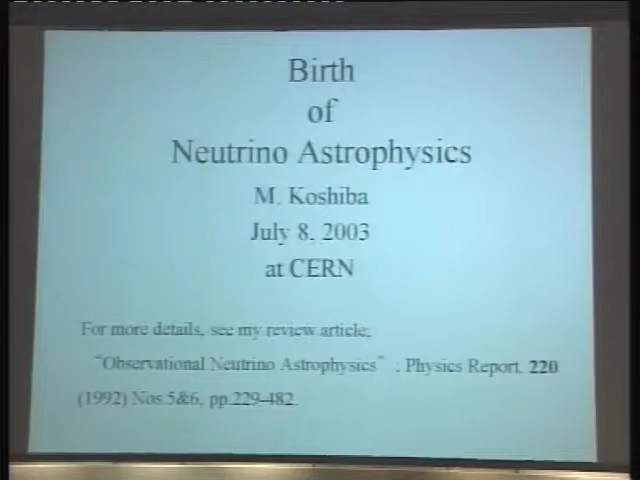 Birth
of
Neutrino Astrophysics
M. Koshiba
July 8, 2003
at CERN
For more details, see my review article;
"Observational Neutrino Astrophysics" ; Physics Report, 220
(1992) Nos.5&6, pp.229-482.